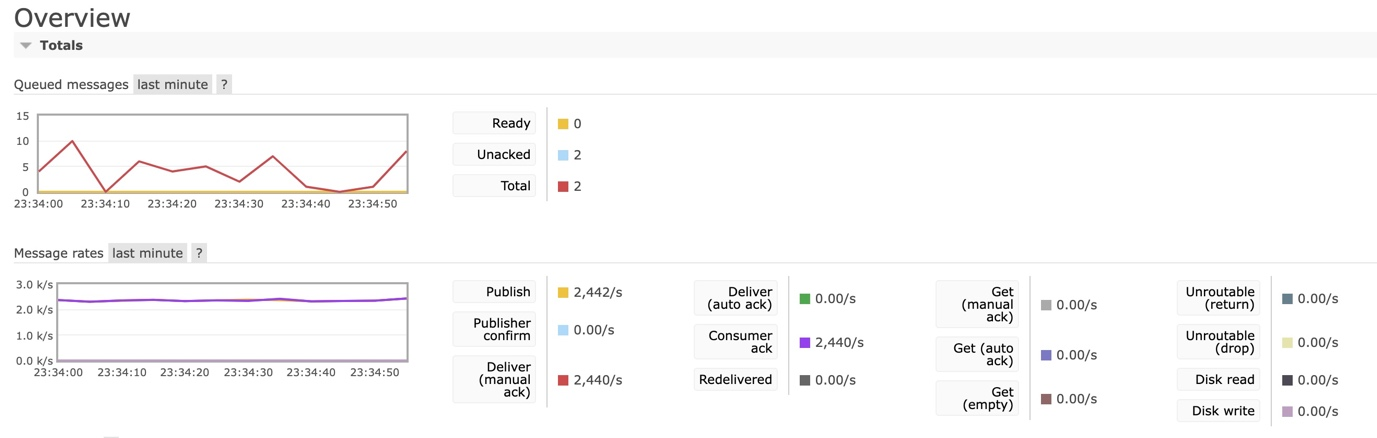 Overview
Totals
Queued messages last minute ?
15
10
5
0
23:34:00 23:34:10 23:34:20 23:34:30 23:34:40 23:34:50
Ready 0
Unacked 2
Total 2
Message rates last minute ?
3.0 k/s
2.0 k/s
1.0 k/s
0.0 k/s
23:34:00 23:34:10 23:34:20 23:34:30 23:34:40 23:34:50
Publish 2,442/s
Publisher
confirm 0.00/s
Deliver
(manual
ack) 2,440/s
Deliver
(auto ack) 0.00/s
Consumer
ack 2,440/s
Redelivered 0.00/s
Get
(manual
ack) 0.00/s
Get (auto
ack) 0.00/s
Get
(empty) 0.00/s
Unroutable
(return) 0.00/s
Unroutable
(drop) 0.00/s
Disk read 0.00/s
Disk write 0.00/s